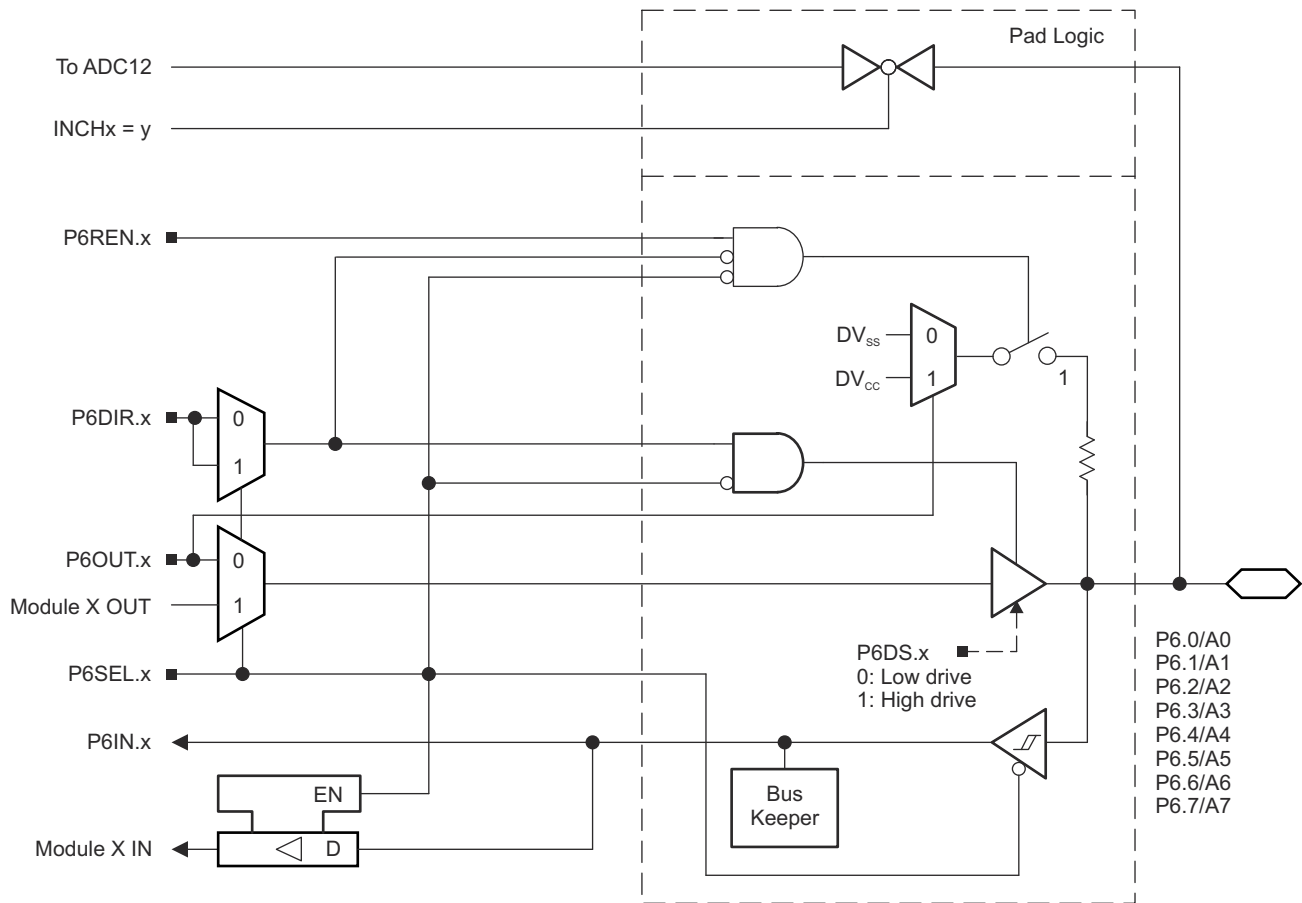 Pad Logic
To ADC12
INCHx = y
P6REN.x
DVSS
0
DVCC
1
1
P6DIR.x
0
1
P6OUT.x
0
Module X OUT
1
P6SEL.x
P6DS.x
0: Low drive
1: High drive
P6.0/A0
P6.1/A1
P6.2/A2
P6.3/A3
P6.4/A4
P6.5/A5
P6.6/A6
P6.7/A7
P6IN.x
EN
Bus
Keeper
Module X IN
D